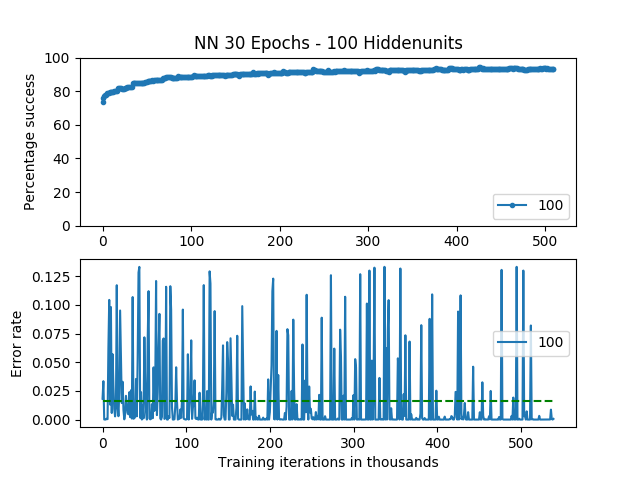 NN 30 Epochs - 100 Hiddenunits
Percentage success
100
80
60
40
20
0
100
0 100 200 300 400 500
Error rate
0.125
0.100
0.075
0.050
0.025
0.000
100
0 100 200 300 400 500
Training iterations in thousands